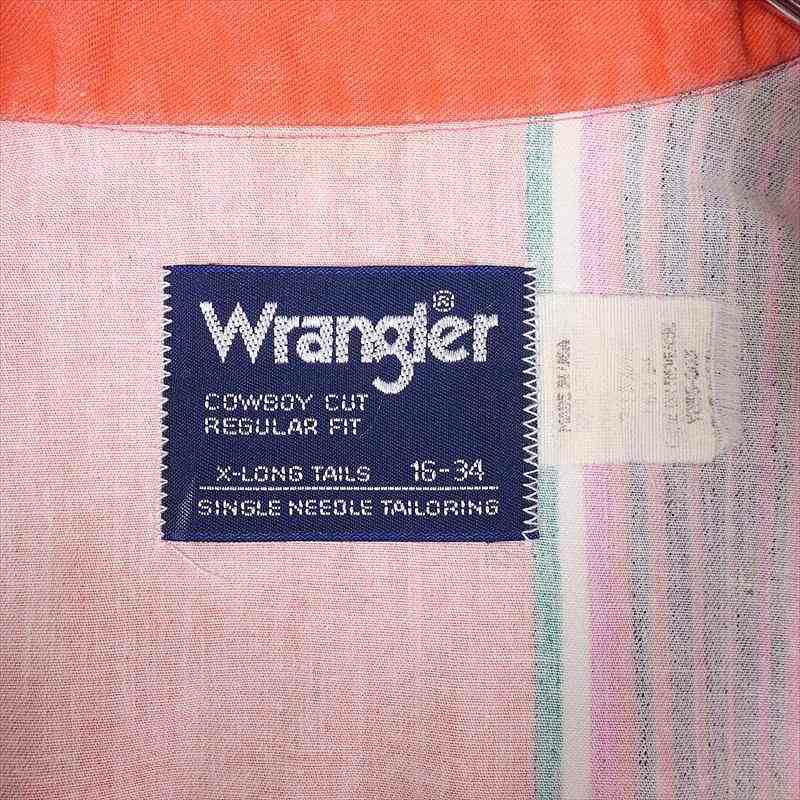 Wrangler®
COWBOY CUT
REGULAR FIT
X-LONG TAILS 16-34
SINGLE NEEDLE TAILORING